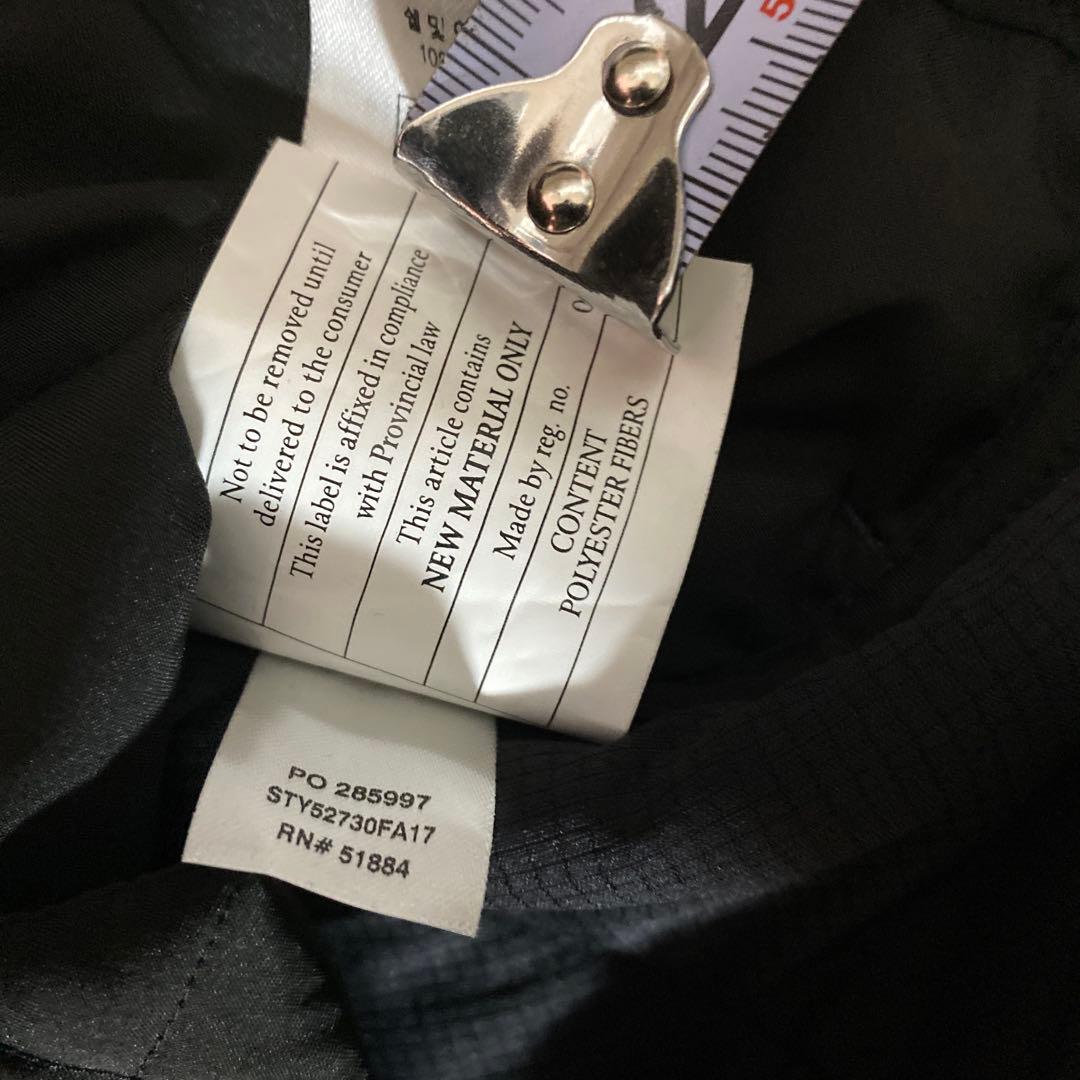 Not to be removed until
delivered to the consumer
This label is affixed in compliance
with Provincial law
This article contains
NEW MATERIAL ONLY
Made by reg. no.
CONTENT
POLYESTER FIBERS
PO 285997
STY52730FA17
RN# 51884